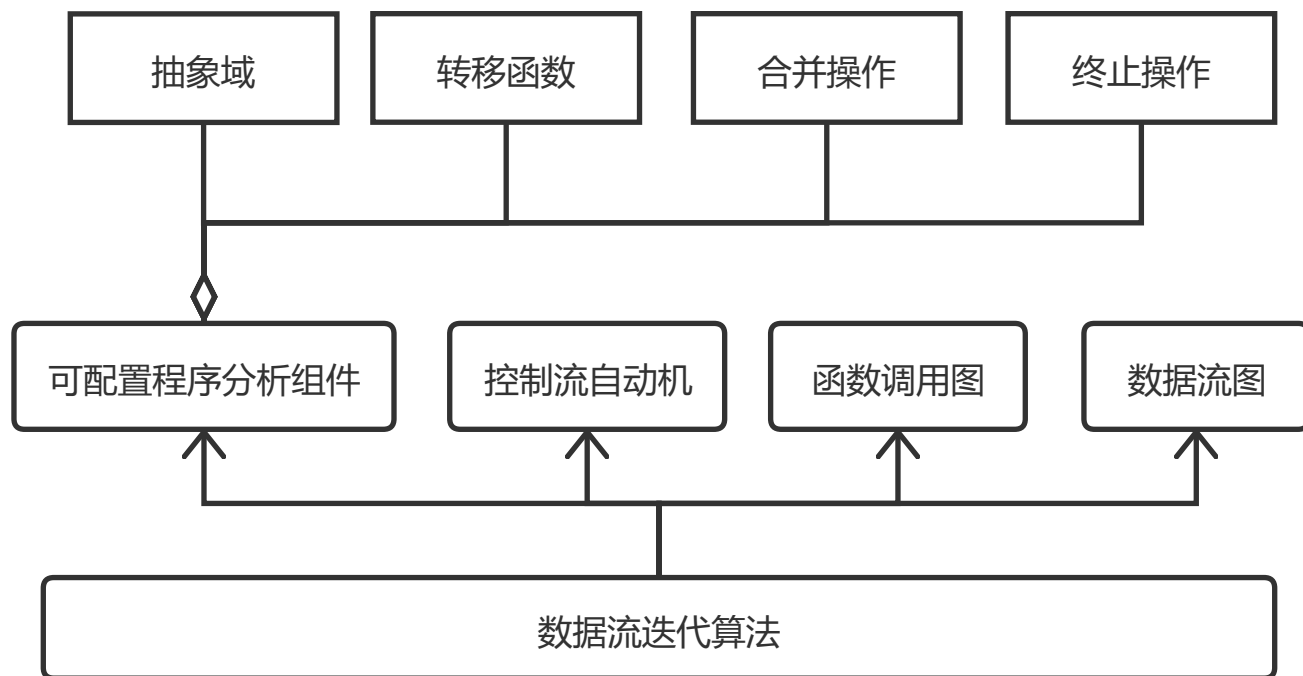 抽象域
转移函数
合并操作
终止操作
可配置程序分析组件
控制流自动机
函数调用图
数据流图
数据流迭代算法